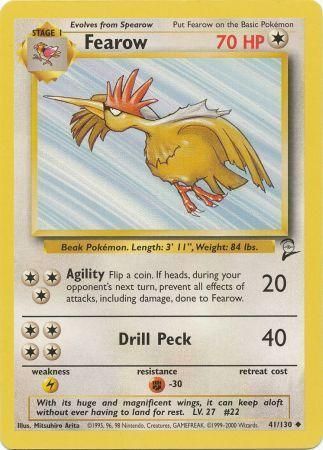 Evolves from Spearow
Put Fearow on the Basic Pokémon
STAGE 1
Fearow
70 HP
Beak Pokémon. Length: 3' 11", Weight: 84 lbs.
Agility Flip a coin. If heads, during your
opponent's next turn, prevent all effects of
attacks, including damage, done to Fearow.
20
Drill Peck
40
weakness
resistance
retreat cost
-30
With its huge and magnificent wings, it can keep aloft
without ever having to land for rest. LV. 27 #22
Illus. Mitsuhiro Arita
©1995, 96, 98 Nintendo, Creatures, GAMEFREAK. ©1999-2000 Wizards.
41/130